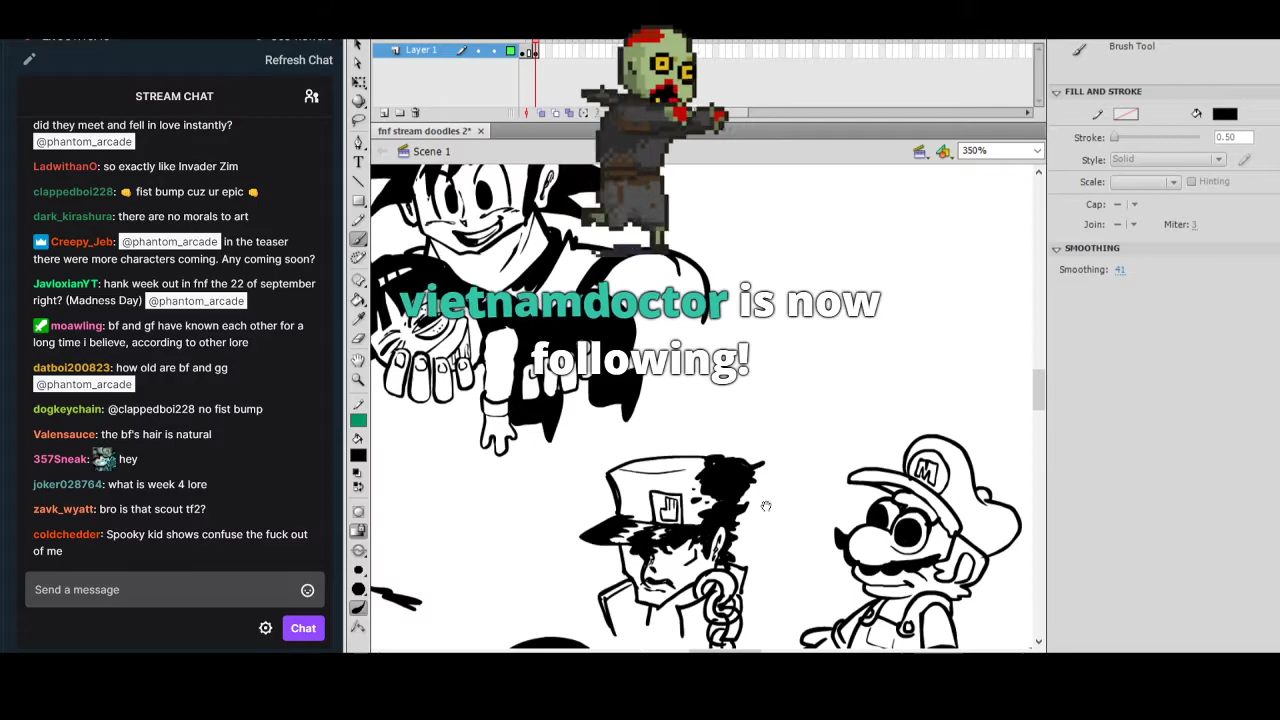 Refresh Chat
STREAM CHAT
did they meet and fell in love instantly?
@phantom_arcade
LadwithanO: so exactly like Invader Zim
clappedboi228: 👊 fist bump cuz ur epic 👊
dark_kirashura: there are no morals to art
Creepy_Jeb: @phantom_arcade in the teaser
there were more characters coming. Any coming soon?
JavloxianYT: hank week out in fnf the 22 of september
right? (Madness Day) @phantom_arcade
moawling: bf and gf have known each other for a
long time i believe, according to other lore
datboi200823: how old are bf and gg
@phantom_arcade
dogkeychain: @clappedboi228 no fist bump
Valensauce: the bf's hair is natural
357Sneak: hey
joker028764: what is week 4 lore
zavk_wyatt: bro is that scout tf2?
coldchedder: Spooky kid shows confuse the fuck out
of me
Send a message
Chat
Layer 1
fnf stream doodles 2*
Scene 1
350%
vietnamdoctor is now
following!
M
Brush Tool
FILL AND STROKE
Stroke: 0.50
Style: Solid
Scale: Hinting
Cap:
Join: Miter: 3
SMOOTHING
Smoothing: 41